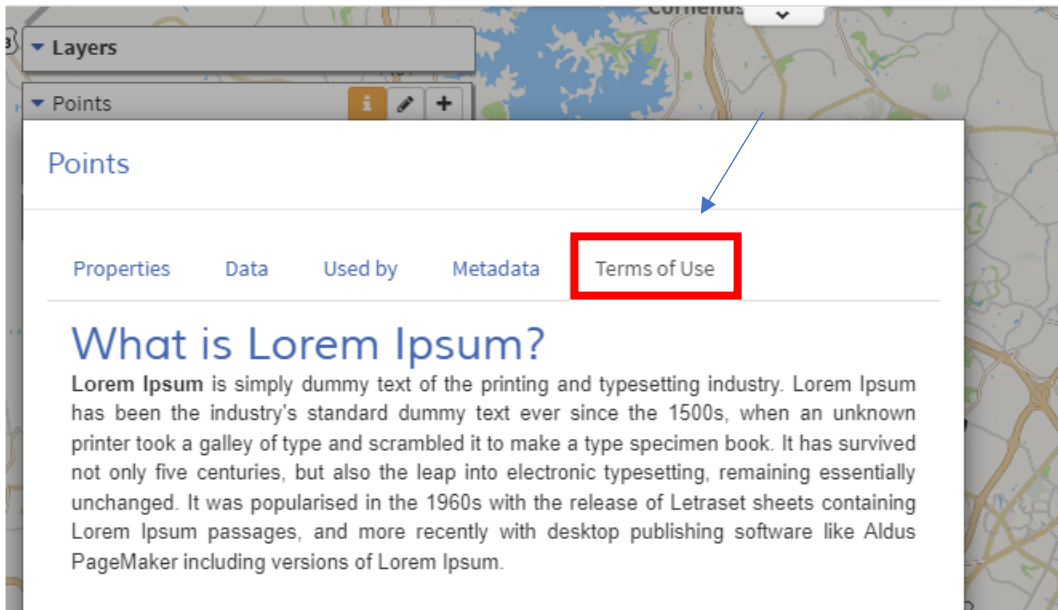 Cornelius
3
Layers
Points
Points
Properties Data Used by Metadata Terms of Use
What is Lorem Ipsum?
Lorem Ipsum is simply dummy text of the printing and typesetting industry. Lorem Ipsum
has been the industry's standard dummy text ever since the 1500s, when an unknown
printer took a galley of type and scrambled it to make a type specimen book. It has survived
not only five centuries, but also the leap into electronic typesetting, remaining essentially
unchanged. It was popularised in the 1960s with the release of Letraset sheets containing
Lorem Ipsum passages, and more recently with desktop publishing software like Aldus
PageMaker including versions of Lorem Ipsum.